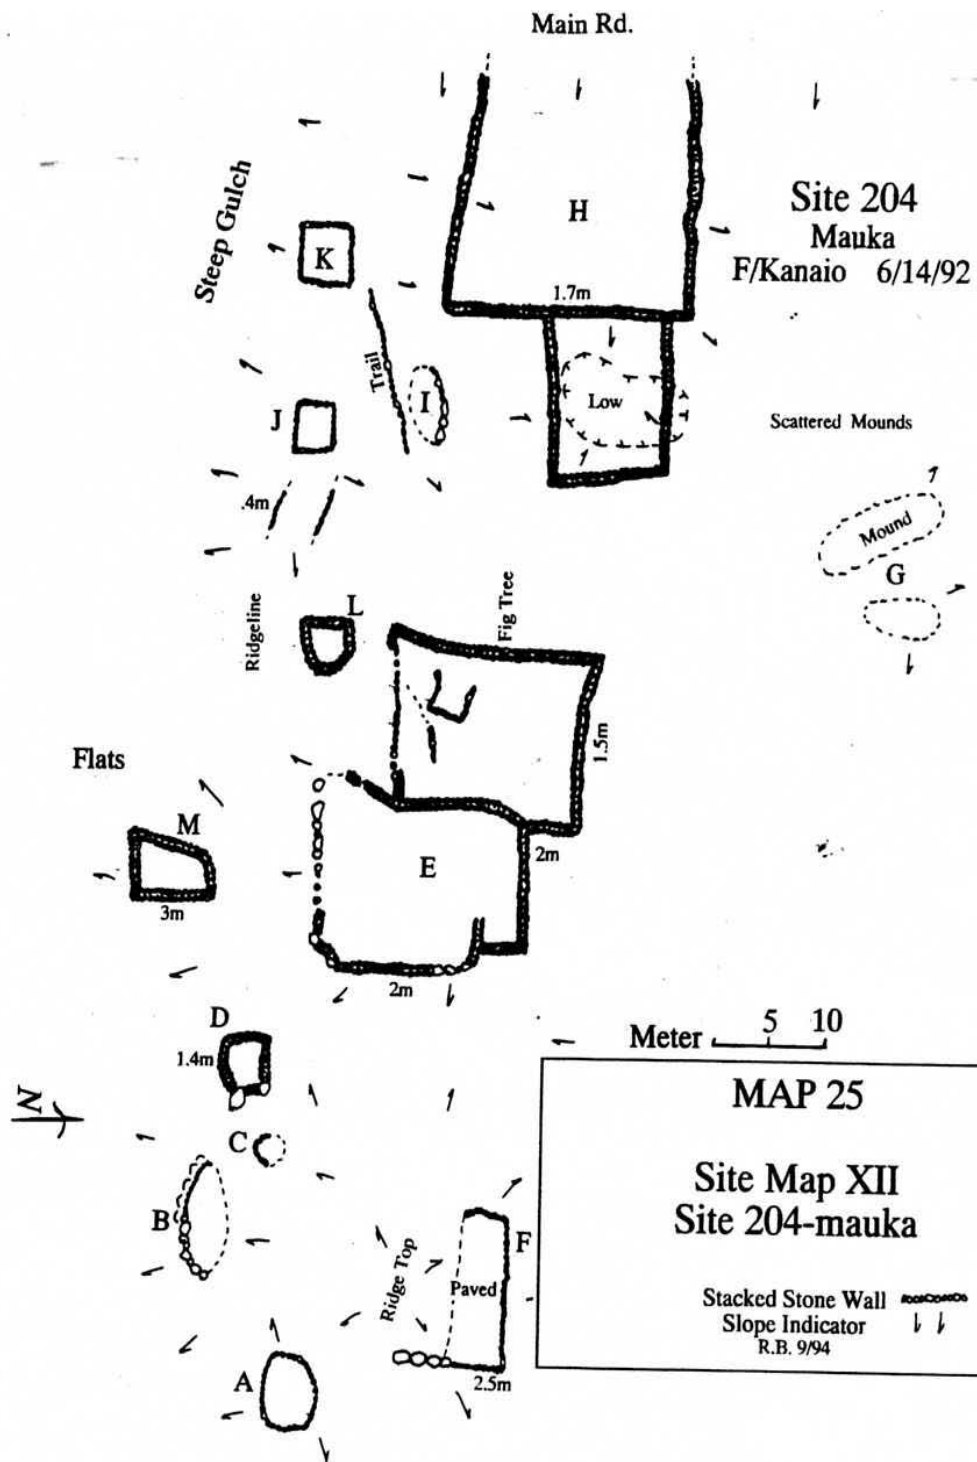 Main Rd.
Steep Gulch
H
Site 204
Mauka
F/Kanaio 6/14/92
K
1.7m
Trail
I
Low
J
Scattered Mounds
.4m
Mound
G
Ridgeline
L
Fig Tree
1.5m
Flats
M
E
2m
3m
2m
D
1.4m
Meter 5 10
N
C
B
MAP 25
Site Map XII
Site 204-mauka
F
Ridge Top
Paved
Stacked Stone Wall
Slope Indicator
R.B. 9/94
A
2.5m